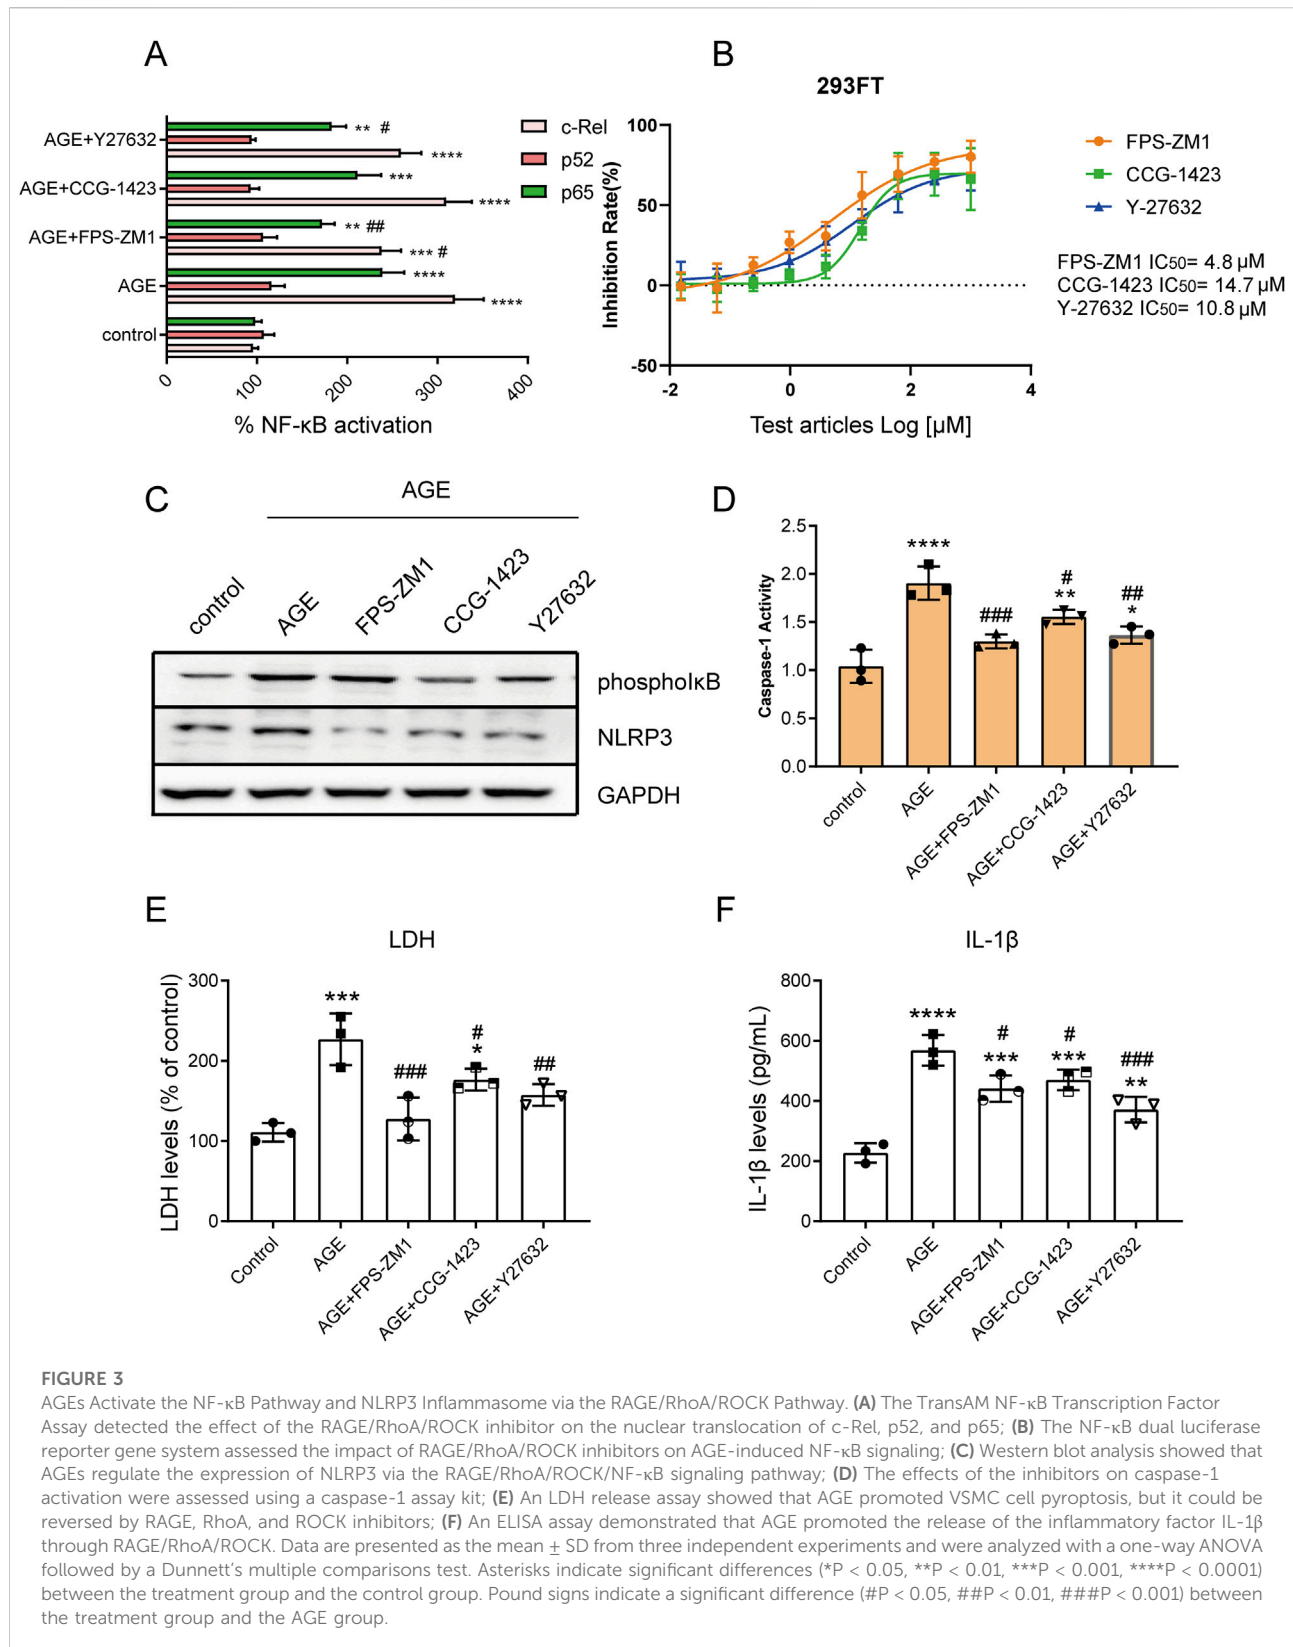 A
AGE+Y27632
AGE+CCG-1423
AGE+FPS-ZM1
AGE
control
** #
****
***
****
** ##
*** #
****
****
0
100
200
300
400
% NF-κB activation
c-Rel
p52
p65
B
293FT
Inhibition Rate(%)
100
50
0
-50
-2
0
2
4
Test articles Log [µM]
FPS-ZM1
CCG-1423
Y-27632
FPS-ZM1 IC50= 4.8 µM
CCG-1423 IC50= 14.7 µM
Y-27632 IC50= 10.8 µM
C
AGE
control
AGE
FPS-ZM1
CCG-1423
Y27632
phosphoIκB
NLRP3
GAPDH
D
Caspase-1 Activity
2.5
2.0
1.5
1.0
0.5
0.0
****
###
#
**
##
*
control
AGE
AGE+FPS-ZM1
AGE+CCG-1423
AGE+Y27632
E
LDH
LDH levels (% of control)
300
200
100
0
***
###
#
*
##
Control
AGE
AGE+FPS-ZM1
AGE+CCG-1423
AGE+Y27632
F
IL-1β
IL-1β levels (pg/mL)
800
600
400
200
0
****
#
***
#
***
###
**
Control
AGE
AGE+FPS-ZM1
AGE+CCG-1423
AGE+Y27632
FIGURE 3
AGEs Activate the NF-κB Pathway and NLRP3 Inflammasome via the RAGE/RhoA/ROCK Pathway. (A) The TransAM NF-κB Transcription Factor
Assay detected the effect of the RAGE/RhoA/ROCK inhibitor on the nuclear translocation of c-Rel, p52, and p65; (B) The NF-κB dual luciferase
reporter gene system assessed the impact of RAGE/RhoA/ROCK inhibitors on AGE-induced NF-κB signaling; (C) Western blot analysis showed that
AGEs regulate the expression of NLRP3 via the RAGE/RhoA/ROCK/NF-κB signaling pathway; (D) The effects of the inhibitors on caspase-1
activation were assessed using a caspase-1 assay kit; (E) An LDH release assay showed that AGE promoted VSMC cell pyroptosis, but it could be
reversed by RAGE, RhoA, and ROCK inhibitors; (F) An ELISA assay demonstrated that AGE promoted the release of the inflammatory factor IL-1β
through RAGE/RhoA/ROCK. Data are presented as the mean ± SD from three independent experiments and were analyzed with a one-way ANOVA
followed by a Dunnett's multiple comparisons test. Asterisks indicate significant differences (*P < 0.05, **P < 0.01, ***P < 0.001, ****P < 0.0001)
between the treatment group and the control group. Pound signs indicate a significant difference (#P < 0.05, ##P < 0.01, ###P < 0.001) between
the treatment group and the AGE group.